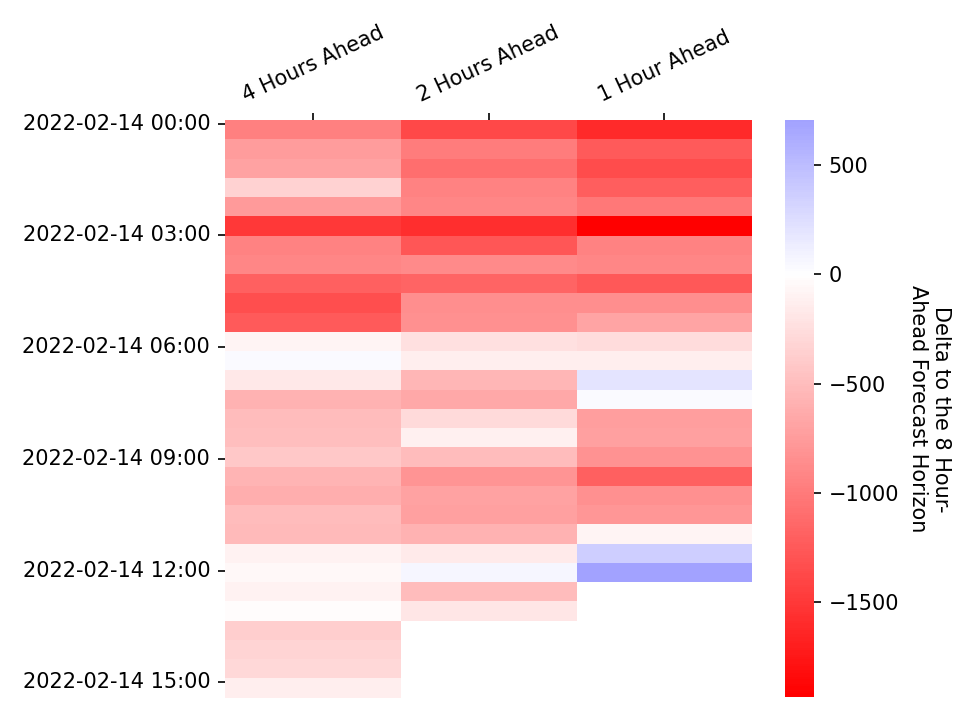 4 Hours Ahead
2 Hours Ahead
1 Hour Ahead
2022-02-14 00:00
2022-02-14 03:00
2022-02-14 06:00
2022-02-14 09:00
2022-02-14 12:00
2022-02-14 15:00
500
0
−500
−1000
−1500
Delta to the 8 Hour-
Ahead Forecast Horizon